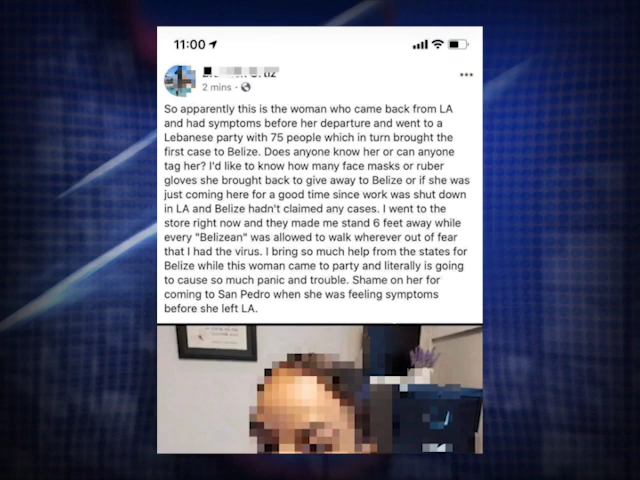 11:00
2 mins
So apparently this is the woman who came back from LA
and had symptoms before her departure and went to a
Lebanese party with 75 people which in turn brought the
first case to Belize. Does anyone know her or can anyone
tag her? I'd like to know how many face masks or ruber
gloves she brought back to give away to Belize or if she was
just coming here for a good time since work was shut down
in LA and Belize hadn't claimed any cases. I went to the
store right now and they made me stand 6 feet away while
every "Belizean" was allowed to walk wherever out of fear
that I had the virus. I bring so much help from the states for
Belize while this woman came to party and literally is going
to cause so much panic and trouble. Shame on her for
coming to San Pedro when she was feeling symptoms
before she left LA.